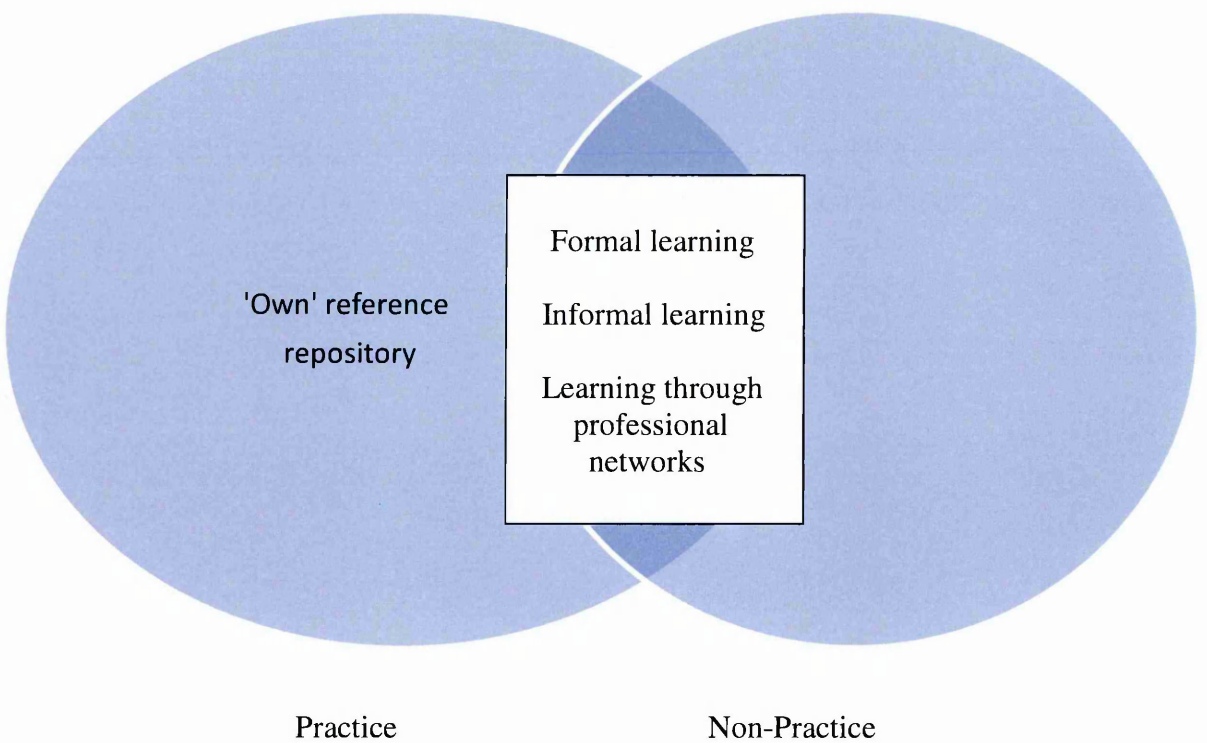 'Own' reference
repository
Formal learning
Informal learning
Learning through
professional
networks
Practice
Non-Practice